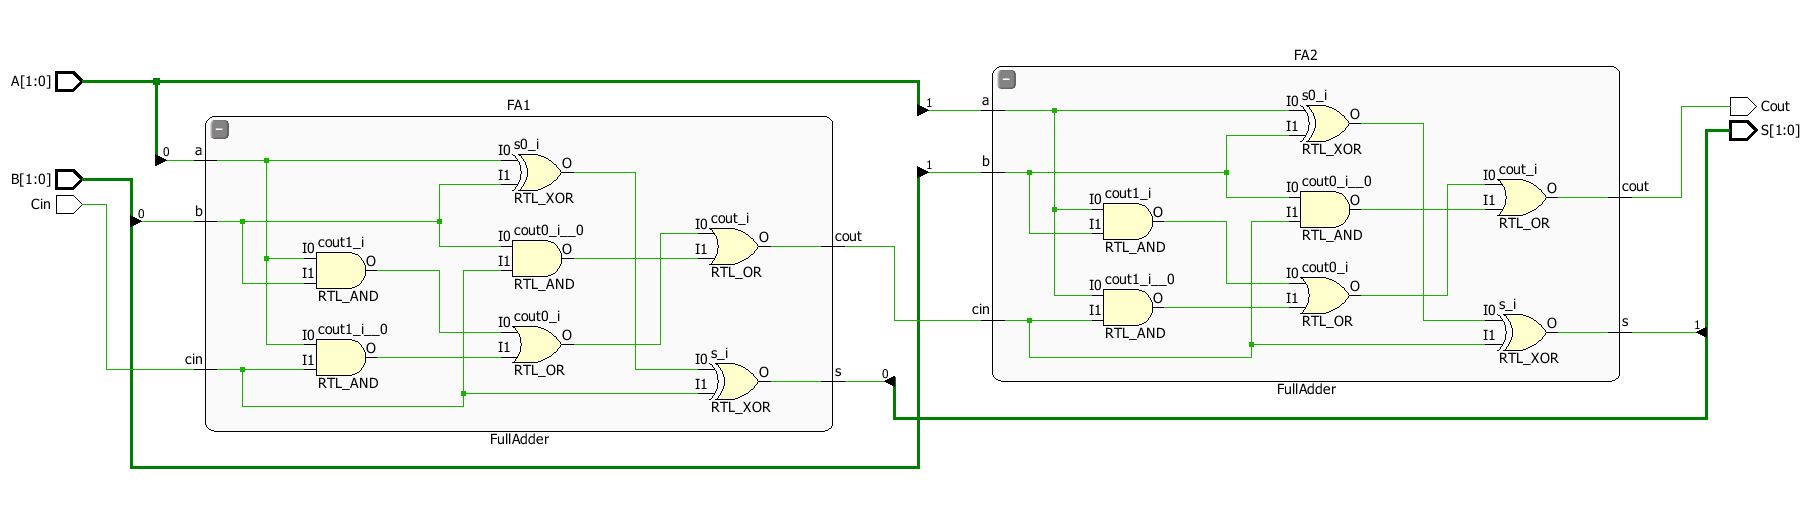 A[1:0]
B[1:0]
Cin
0
0
FA1
a
b
cin
I0 s0_i
I1
O
RTL_XOR
I0 cout1_i
I1
O
RTL_AND
I0 cout0_i__0
I1
O
RTL_AND
I0 cout_i
I1
O
RTL_OR
I0 cout1_i__0
I1
O
RTL_AND
I0 cout0_i
I1
O
RTL_OR
I0 s_i
I1
O
RTL_XOR
cout
s
0
FullAdder
1
1
FA2
a
b
cin
I0 s0_i
I1
O
RTL_XOR
I0 cout1_i
I1
O
RTL_AND
I0 cout0_i__0
I1
O
RTL_AND
I0 cout_i
I1
O
RTL_OR
I0 cout1_i__0
I1
O
RTL_AND
I0 cout0_i
I1
O
RTL_OR
I0 s_i
I1
O
RTL_XOR
cout
s
1
FullAdder
Cout
S[1:0]